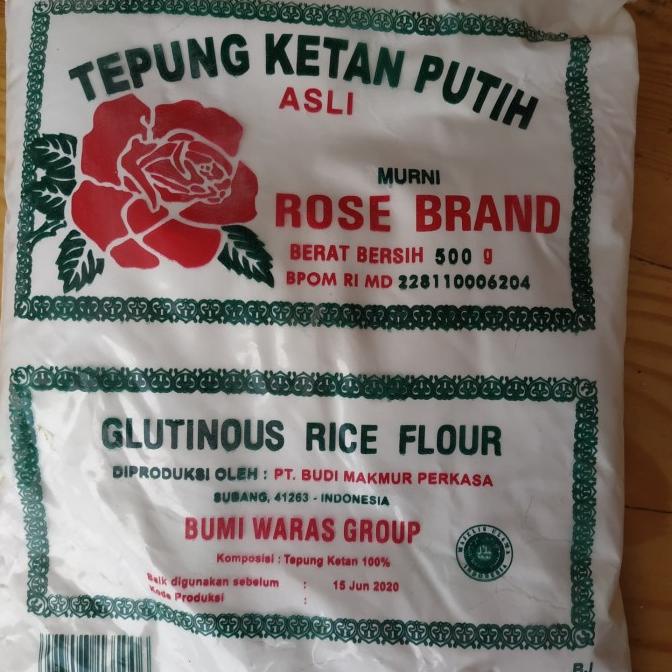 TEPUNG KETAN PUTIH
ASLI
MURNI
ROSE BRAND
BERAT BERSIH 500 g
BPOM RI MD 228110006204
GLUTINOUS RICE FLOUR
DIPRODUKSI OLEH : PT. BUDI MAKMUR PERKASA
SUBANG, 41263 - INDONESIA
BUMI WARAS GROUP
Komposisi : Tepung Ketan 100%
Baik digunakan sebelum : 15 Jun 2020
Kode Produksi :